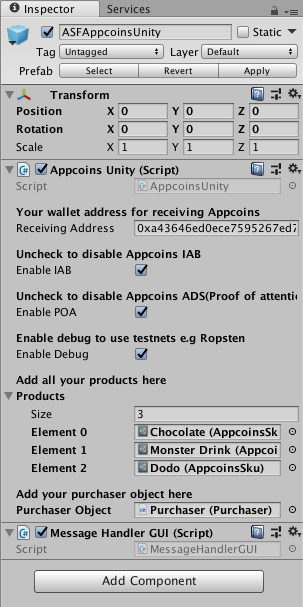 Inspector Services
ASFAppcoinsUnity Static
Tag Untagged Layer Default
Prefab Select Revert Apply
Transform
Position X 0 Y 0 Z 0
Rotation X 0 Y 0 Z 0
Scale X 1 Y 1 Z 1
Appcoins Unity (Script)
Script AppcoinsUnity
Your wallet address for receiving Appcoins
Receiving Address 0xa43646ed0ece7595267ed7
Uncheck to disable Appcoins IAB
Enable IAB
Uncheck to disable Appcoins ADS(Proof of attentio
Enable POA
Enable debug to use testnets e.g Ropsten
Enable Debug
Add all your products here
Products
Size 3
Element 0 Chocolate (AppcoinsSk
Element 1 Monster Drink (Appcoi
Element 2 Dodo (AppcoinsSku)
Add your purchaser object here
Purchaser Object Purchaser (Purchaser)
Message Handler GUI (Script)
Script MessageHandlerGUI
Add Component